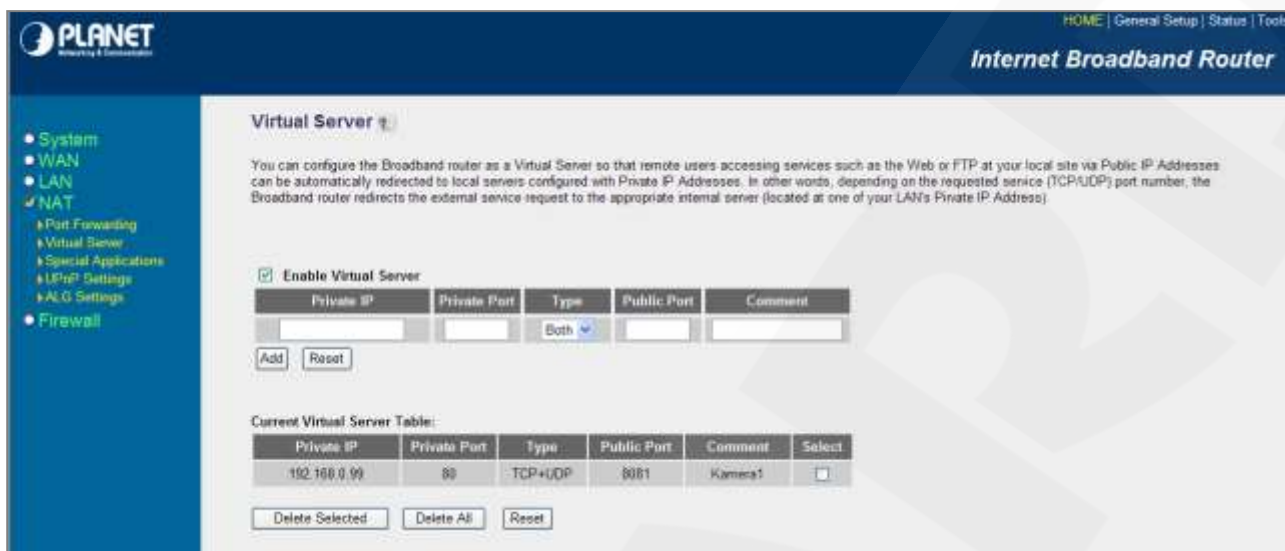 HOME | General Setup | Status | Tools
PLANET
Networking & Communication
Internet Broadband Router
System
WAN
LAN
NAT
Port Forwarding
Virtual Server
Special Applications
UPnP Settings
ALG Settings
Firewall
Virtual Server
You can configure the Broadband router as a Virtual Server so that remote users accessing services such as the Web or FTP at your local site via Public IP Addresses
can be automatically redirected to local servers configured with Private IP Addresses. In other words, depending on the requested service (TCP/UDP) port number, the
Broadband router redirects the external service request to the appropriate internal server (located at one of your LAN's Private IP Address)
Enable Virtual Server
Private IP Private Port Type Public Port Comment
Both
Add Reset
Current Virtual Server Table:
Private IP Private Port Type Public Port Comment Select
192.168.0.99 80 TCP+UDP 8081 Kamera1
Delete Selected Delete All Reset